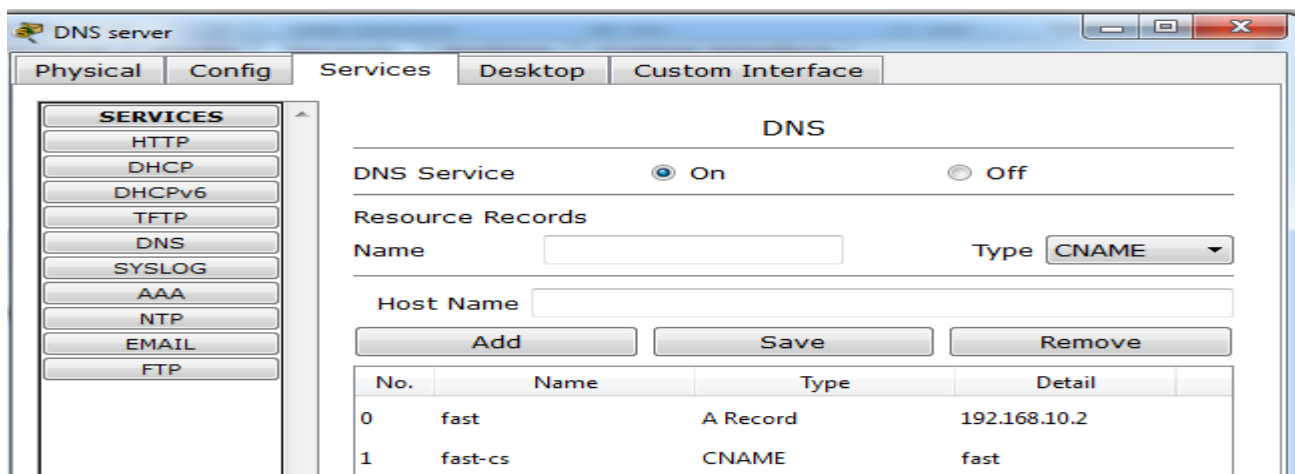 DNS server
Physical Config Services Desktop Custom Interface
SERVICES
HTTP
DHCP
DHCPv6
TFTP
DNS
SYSLOG
AAA
NTP
EMAIL
FTP
DNS
DNS Service On Off
Resource Records
Name Type CNAME
Host Name
Add Save Remove
No. Name Type Detail
0 fast A Record 192.168.10.2
1 fast-cs CNAME fast